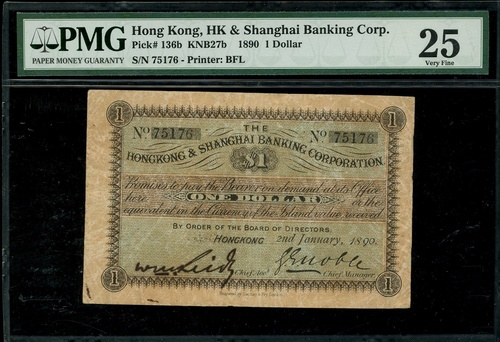 PMG
PAPER MONEY GUARANTY
Hong Kong, HK & Shanghai Banking Corp.
Pick# 136b KNB27b 1890 1 Dollar
S/N 75176 - Printer: BFL
25
Very Fine
1 1
No 75176 No 75176
THE
HONGKONG & SHANGHAI BANKING CORPORATION
$1
Promises to pay the Bearer on demand at its Office
here ONE DOLLAR or the
equivalent in the Currency of the Island value received
BY ORDER OF THE BOARD OF DIRECTORS.
HONGKONG 2nd January, 1890.
Chief Acct. Chief Manager.
1 1